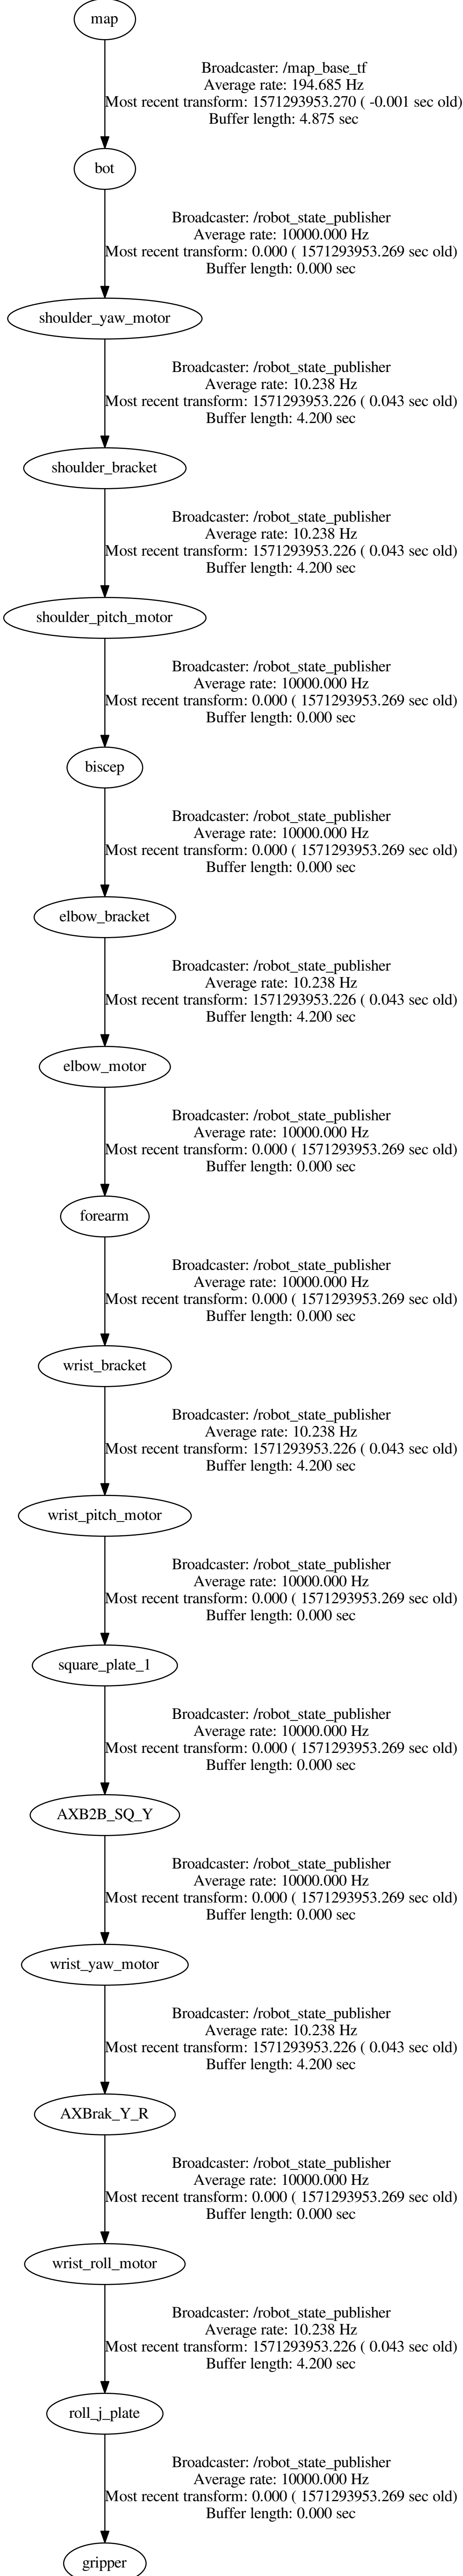 map
Broadcaster: /map_base_tf
Average rate: 194.685 Hz
Most recent transform: 1571293953.270 ( -0.001 sec old)
Buffer length: 4.875 sec
bot
Broadcaster: /robot_state_publisher
Average rate: 10000.000 Hz
Most recent transform: 0.000 ( 1571293953.269 sec old)
Buffer length: 0.000 sec
shoulder_yaw_motor
Broadcaster: /robot_state_publisher
Average rate: 10.238 Hz
Most recent transform: 1571293953.226 ( 0.043 sec old)
Buffer length: 4.200 sec
shoulder_bracket
Broadcaster: /robot_state_publisher
Average rate: 10.238 Hz
Most recent transform: 1571293953.226 ( 0.043 sec old)
Buffer length: 4.200 sec
shoulder_pitch_motor
Broadcaster: /robot_state_publisher
Average rate: 10000.000 Hz
Most recent transform: 0.000 ( 1571293953.269 sec old)
Buffer length: 0.000 sec
biscep
Broadcaster: /robot_state_publisher
Average rate: 10000.000 Hz
Most recent transform: 0.000 ( 1571293953.269 sec old)
Buffer length: 0.000 sec
elbow_bracket
Broadcaster: /robot_state_publisher
Average rate: 10.238 Hz
Most recent transform: 1571293953.226 ( 0.043 sec old)
Buffer length: 4.200 sec
elbow_motor
Broadcaster: /robot_state_publisher
Average rate: 10000.000 Hz
Most recent transform: 0.000 ( 1571293953.269 sec old)
Buffer length: 0.000 sec
forearm
Broadcaster: /robot_state_publisher
Average rate: 10000.000 Hz
Most recent transform: 0.000 ( 1571293953.269 sec old)
Buffer length: 0.000 sec
wrist_bracket
Broadcaster: /robot_state_publisher
Average rate: 10.238 Hz
Most recent transform: 1571293953.226 ( 0.043 sec old)
Buffer length: 4.200 sec
wrist_pitch_motor
Broadcaster: /robot_state_publisher
Average rate: 10000.000 Hz
Most recent transform: 0.000 ( 1571293953.269 sec old)
Buffer length: 0.000 sec
square_plate_1
Broadcaster: /robot_state_publisher
Average rate: 10000.000 Hz
Most recent transform: 0.000 ( 1571293953.269 sec old)
Buffer length: 0.000 sec
AXB2B_SQ_Y
Broadcaster: /robot_state_publisher
Average rate: 10000.000 Hz
Most recent transform: 0.000 ( 1571293953.269 sec old)
Buffer length: 0.000 sec
wrist_yaw_motor
Broadcaster: /robot_state_publisher
Average rate: 10.238 Hz
Most recent transform: 1571293953.226 ( 0.043 sec old)
Buffer length: 4.200 sec
AXBrak_Y_R
Broadcaster: /robot_state_publisher
Average rate: 10000.000 Hz
Most recent transform: 0.000 ( 1571293953.269 sec old)
Buffer length: 0.000 sec
wrist_roll_motor
Broadcaster: /robot_state_publisher
Average rate: 10.238 Hz
Most recent transform: 1571293953.226 ( 0.043 sec old)
Buffer length: 4.200 sec
roll_j_plate
Broadcaster: /robot_state_publisher
Average rate: 10000.000 Hz
Most recent transform: 0.000 ( 1571293953.269 sec old)
Buffer length: 0.000 sec
gripper